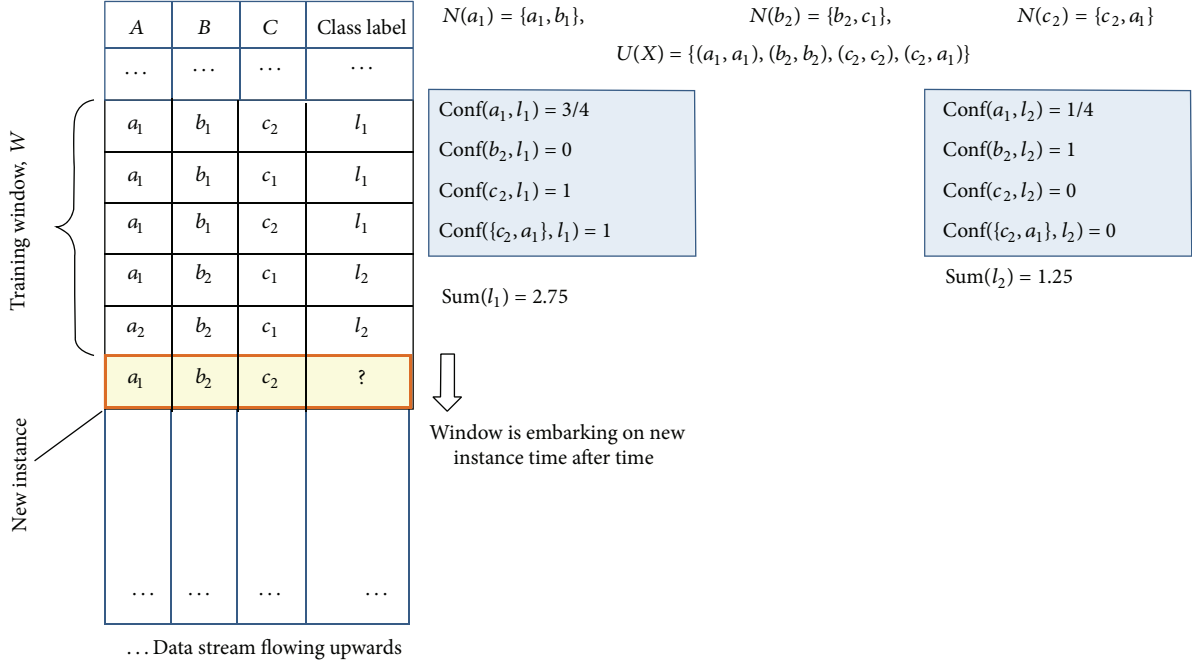 A B C Class label
… … … …
a₁ b₁ c₂ l₁
a₁ b₁ c₁ l₁
a₁ b₁ c₂ l₁
a₁ b₂ c₁ l₂
a₂ b₂ c₁ l₂
a₁ b₂ c₂ ?
… … … …
… Data stream flowing upwards
Training window, W
New instance
N(a₁) = {a₁, b₁}, N(b₂) = {b₂, c₁}, N(c₂) = {c₂, a₁}
U(X) = {(a₁, a₁), (b₂, b₂), (c₂, c₂), (c₂, a₁)}
Conf(a₁, l₁) = 3/4
Conf(b₂, l₁) = 0
Conf(c₂, l₁) = 1
Conf({c₂, a₁}, l₁) = 1
Sum(l₁) = 2.75
Conf(a₁, l₂) = 1/4
Conf(b₂, l₂) = 1
Conf(c₂, l₂) = 0
Conf({c₂, a₁}, l₂) = 0
Sum(l₂) = 1.25
Window is embarking on new
instance time after time